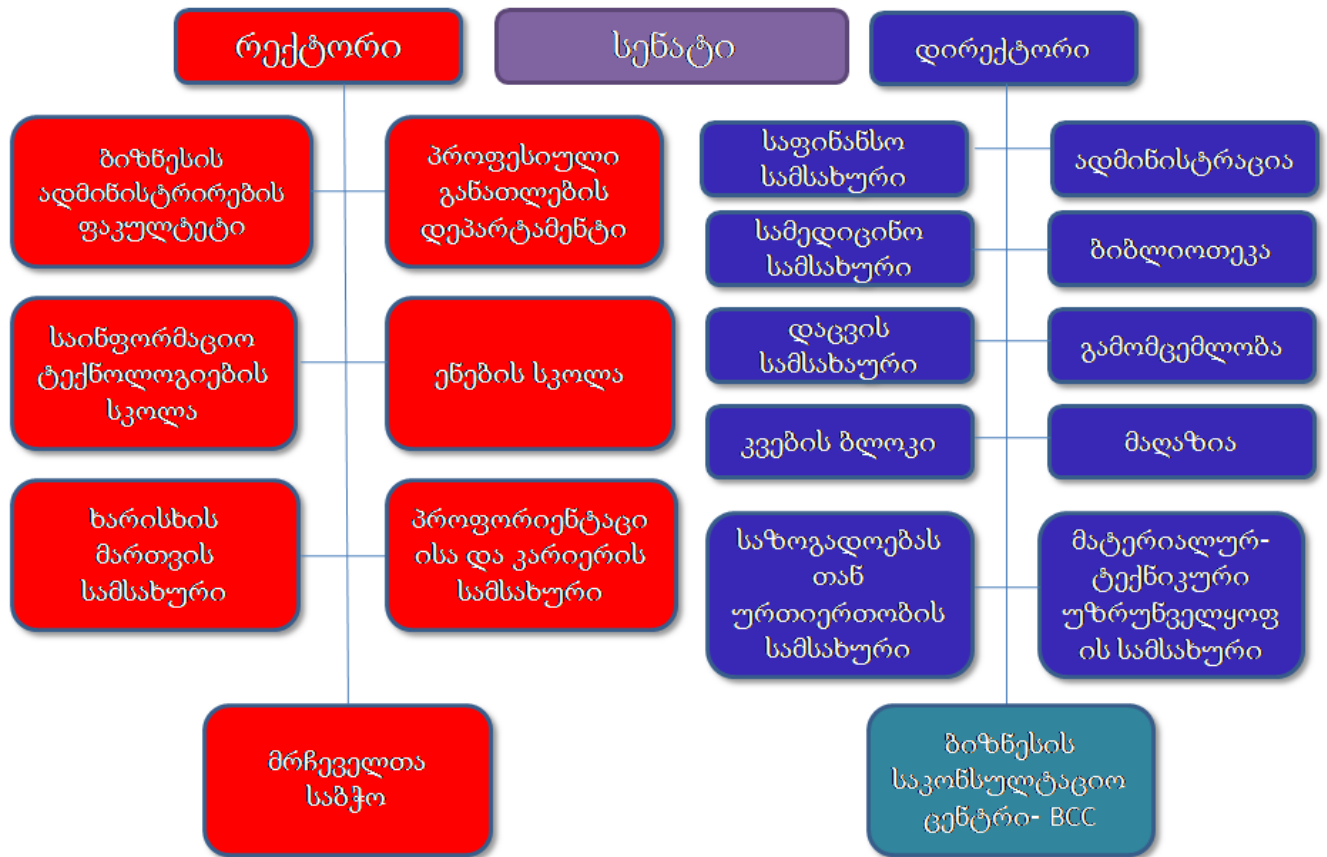 რექტორი
სენატი
დირექტორი
ბიზნესის
ადმინისტრირების
ფაკულტეტი
პროფესიული
განათლების
დეპარტამენტი
საინფორმაციო
ტექნოლოგიების
სკოლა
ენების სკოლა
ხარისხის
მართვის
სამსახური
პროფორიენტაცი
ისა და კარიერის
სამსახური
მრჩეველთა
საბჭო
საფინანსო
სამსახური
ადმინისტრაცია
სამედიცინო
სამსახური
ბიბლიოთეკა
დაცვის
სამსახაური
გამომცემლობა
კვების ბლოკი
მაღაზია
საზოგადოებას
თან
ურთიერთობის
სამსახური
მატერიალურ-
ტექნიკური
უზრუნველყოფ
ის სამსახური
ბიზნესის
საკონსულტაციო
ცენტრი- BCC